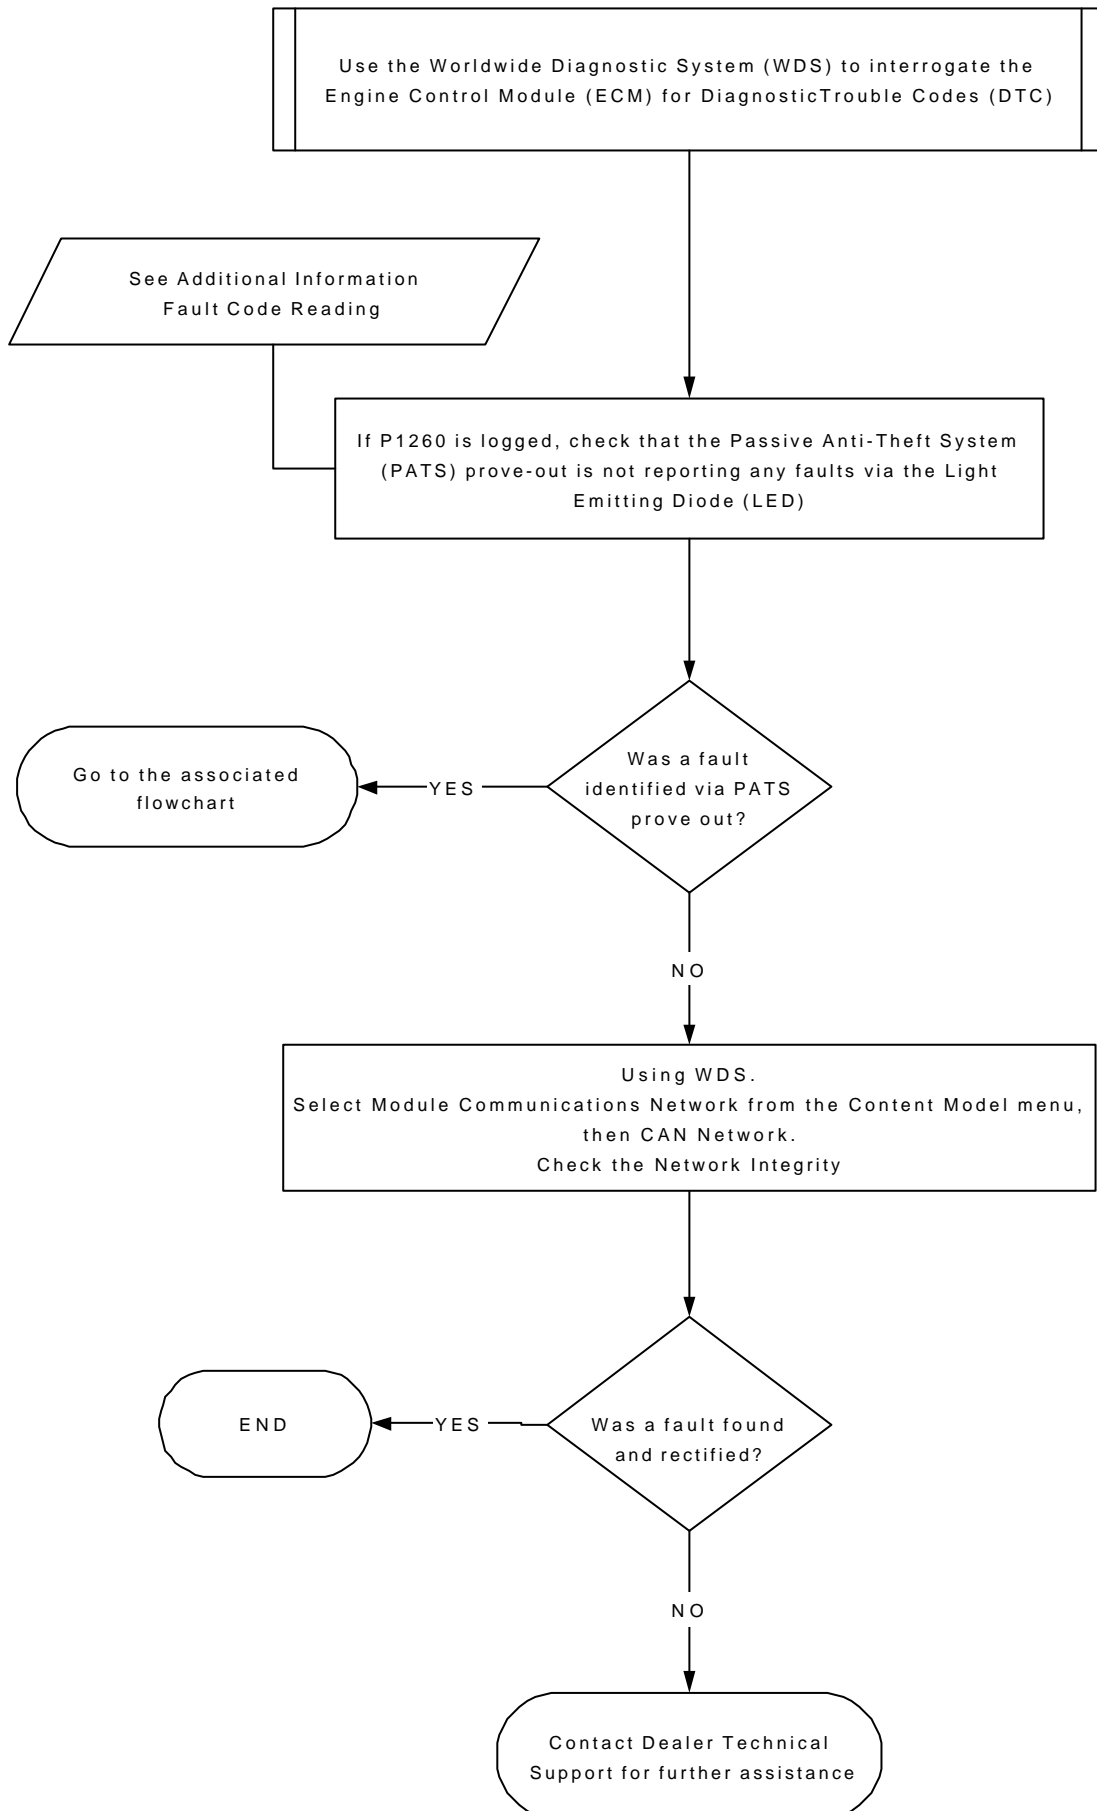 Use the Worldwide Diagnostic System (WDS) to interrogate the
Engine Control Module (ECM) for DiagnosticTrouble Codes (DTC)
See Additional Information
Fault Code Reading
If P1260 is logged, check that the Passive Anti-Theft System
(PATS) prove-out is not reporting any faults via the Light
Emitting Diode (LED)
Was a fault
identified via PATS
prove out?
YES
Go to the associated
flowchart
NO
Using WDS.
Select Module Communications Network from the Content Model menu,
then CAN Network.
Check the Network Integrity
Was a fault found
and rectified?
YES
END
NO
Contact Dealer Technical
Support for further assistance